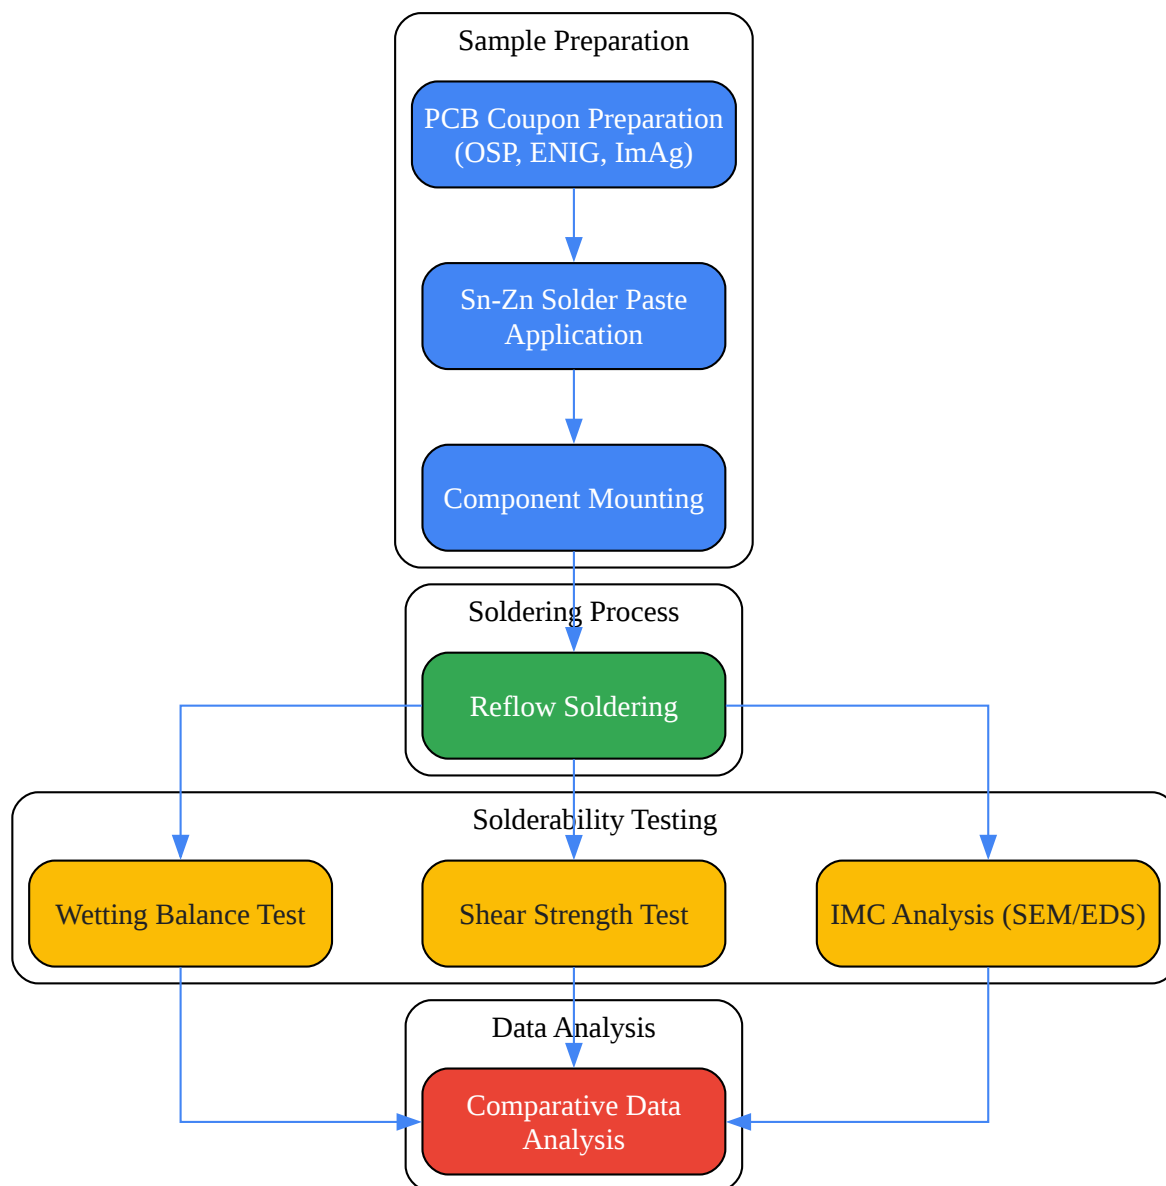 Sample Preparation
PCB Coupon Preparation
(OSP, ENIG, ImAg)
Sn-Zn Solder Paste
Application
Component Mounting
Soldering Process
Reflow Soldering
Solderability Testing
Wetting Balance Test
Shear Strength Test
IMC Analysis (SEM/EDS)
Data Analysis
Comparative Data
Analysis